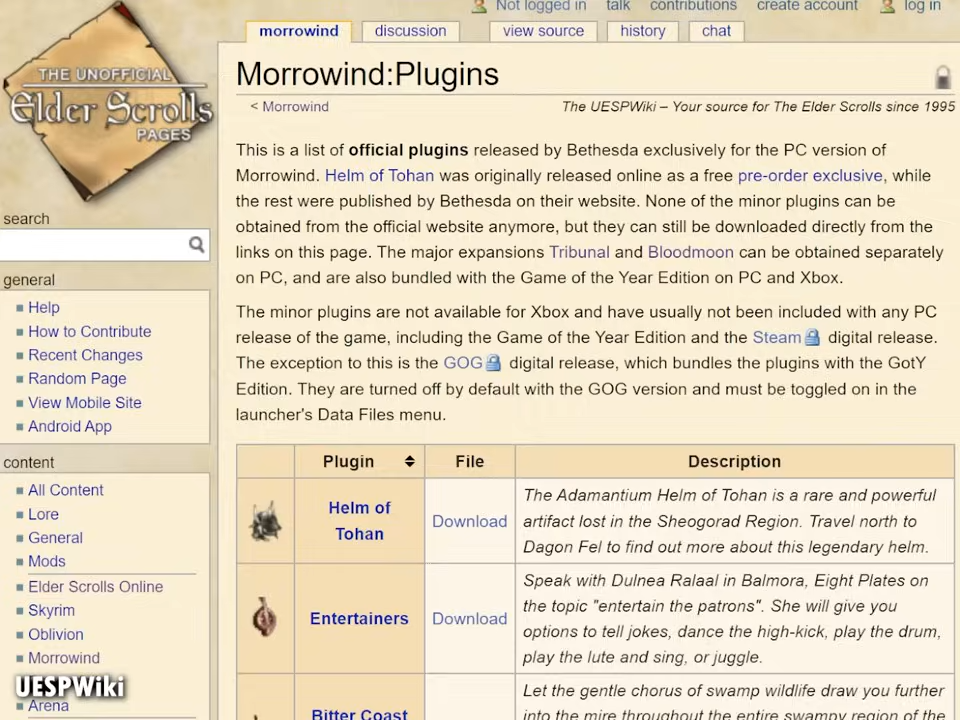 Not logged in talk contributions create account log in
morrowind discussion view source history chat
THE UNOFFICIAL
Elder Scrolls
PAGES
Morrowind:Plugins
< Morrowind
The UESPWiki – Your source for The Elder Scrolls since 1995
This is a list of official plugins released by Bethesda exclusively for the PC version of
Morrowind. Helm of Tohan was originally released online as a free pre-order exclusive, while
the rest were published by Bethesda on their website. None of the minor plugins can be
obtained from the official website anymore, but they can still be downloaded directly from the
links on this page. The major expansions Tribunal and Bloodmoon can be obtained separately
on PC, and are also bundled with the Game of the Year Edition on PC and Xbox.
The minor plugins are not available for Xbox and have usually not been included with any PC
release of the game, including the Game of the Year Edition and the Steam digital release.
The exception to this is the GOG digital release, which bundles the plugins with the GotY
Edition. They are turned off by default with the GOG version and must be toggled on in the
launcher's Data Files menu.
Plugin File Description
Helm of
Tohan
Download
The Adamantium Helm of Tohan is a rare and powerful
artifact lost in the Sheogorad Region. Travel north to
Dagon Fel to find out more about this legendary helm.
Entertainers
Download
Speak with Dulnea Ralaal in Balmora, Eight Plates on
the topic "entertain the patrons". She will give you
options to tell jokes, dance the high-kick, play the drum,
play the lute and sing, or juggle.
Bitter Coast
Let the gentle chorus of swamp wildlife draw you further
into the mire throughout the entire swampy region of the
search
general
Help
How to Contribute
Recent Changes
Random Page
View Mobile Site
Android App
content
All Content
Lore
General
Mods
Elder Scrolls Online
Skyrim
Oblivion
Morrowind
UESPWiki
Arena